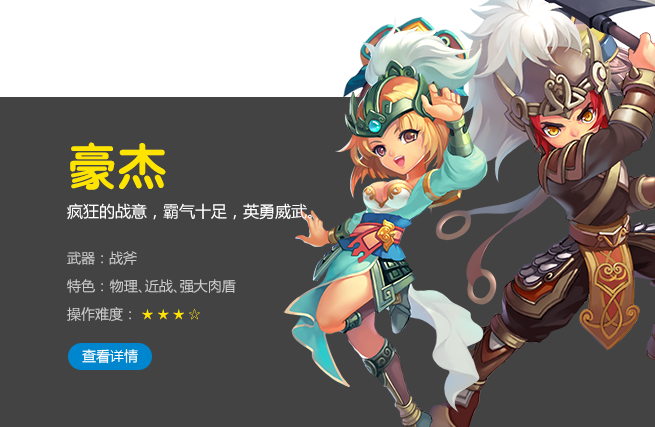 豪杰
疯狂的战意，霸气十足，英勇威武。
武器：战斧
特色：物理、近战、强大肉盾
操作难度：★★★☆
查看详情